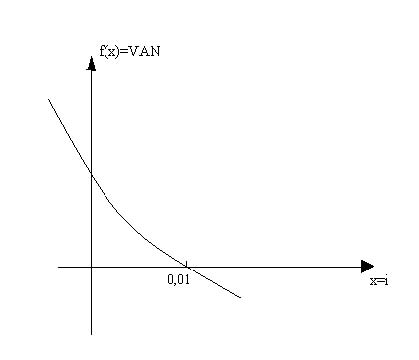 f(x)=VAN
0,01
x=i